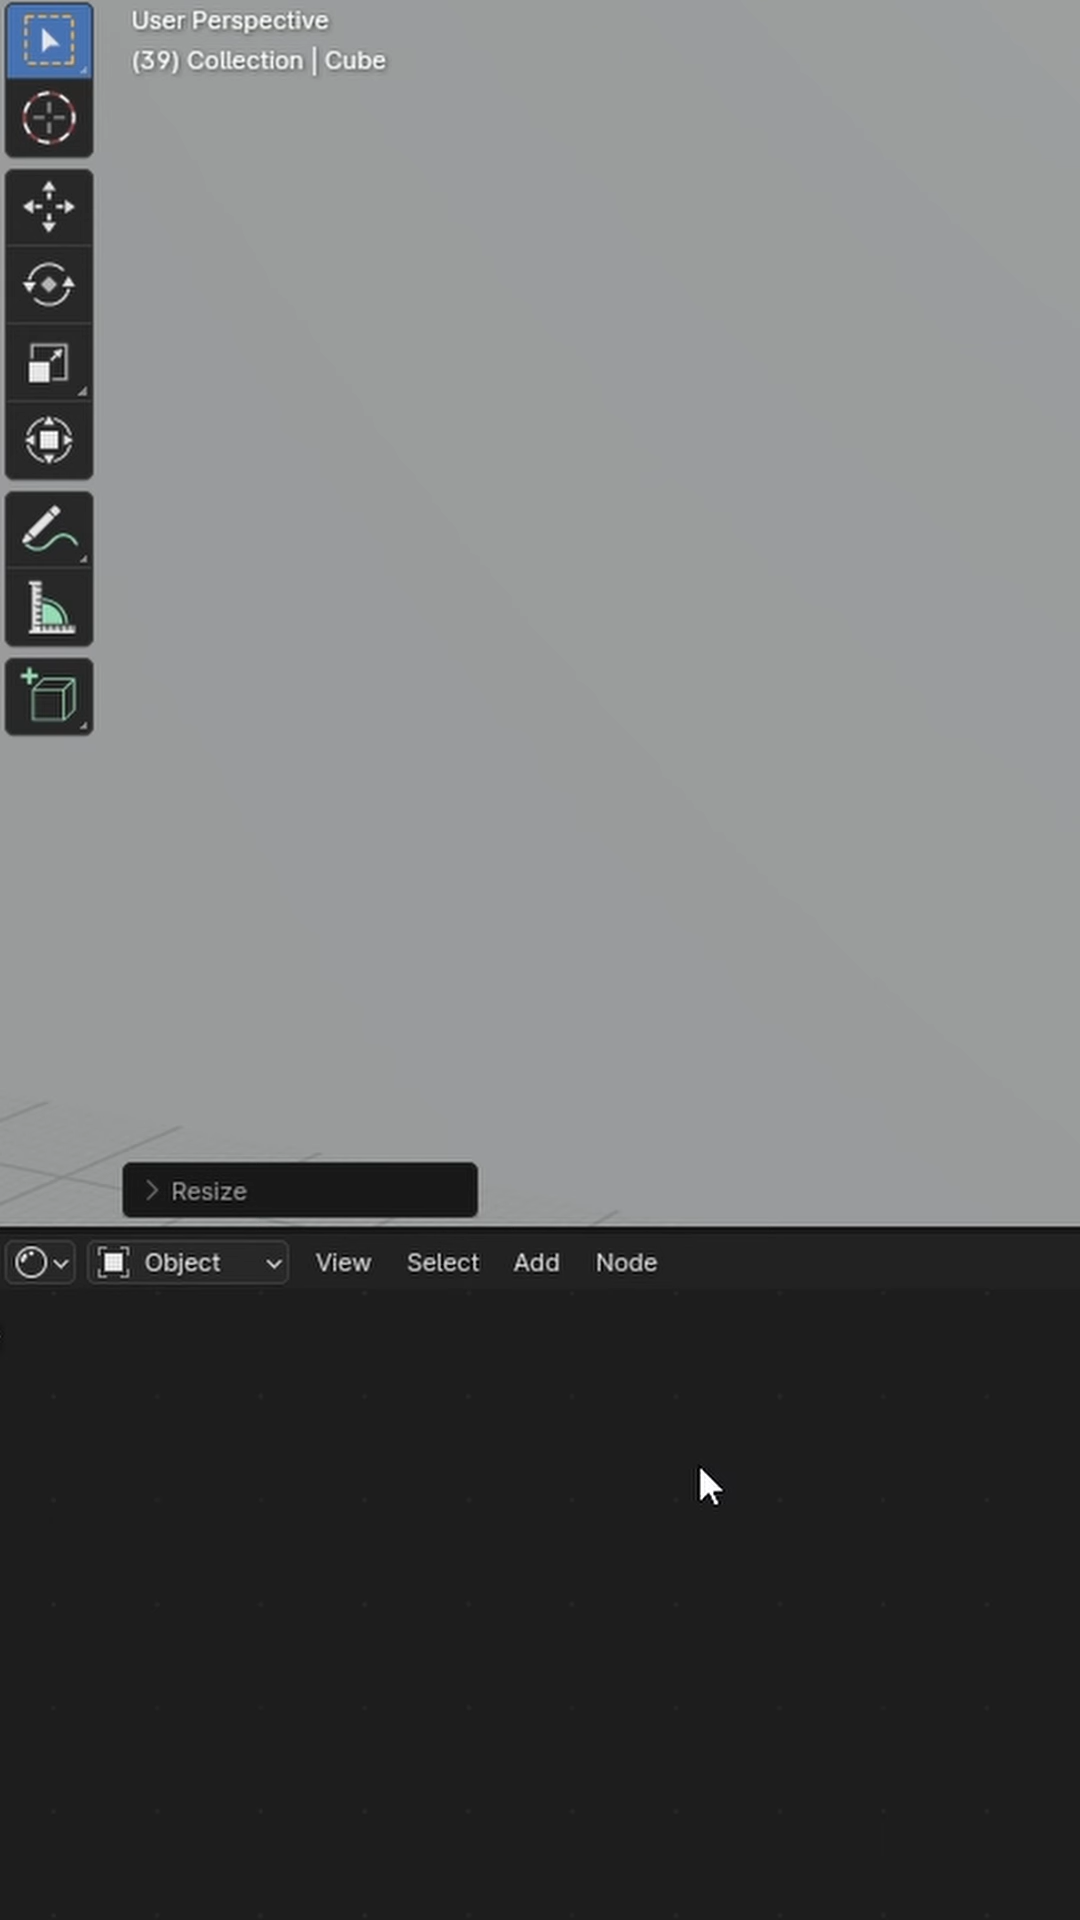 User Perspective
(39) Collection | Cube
Resize
Object View Select Add Node